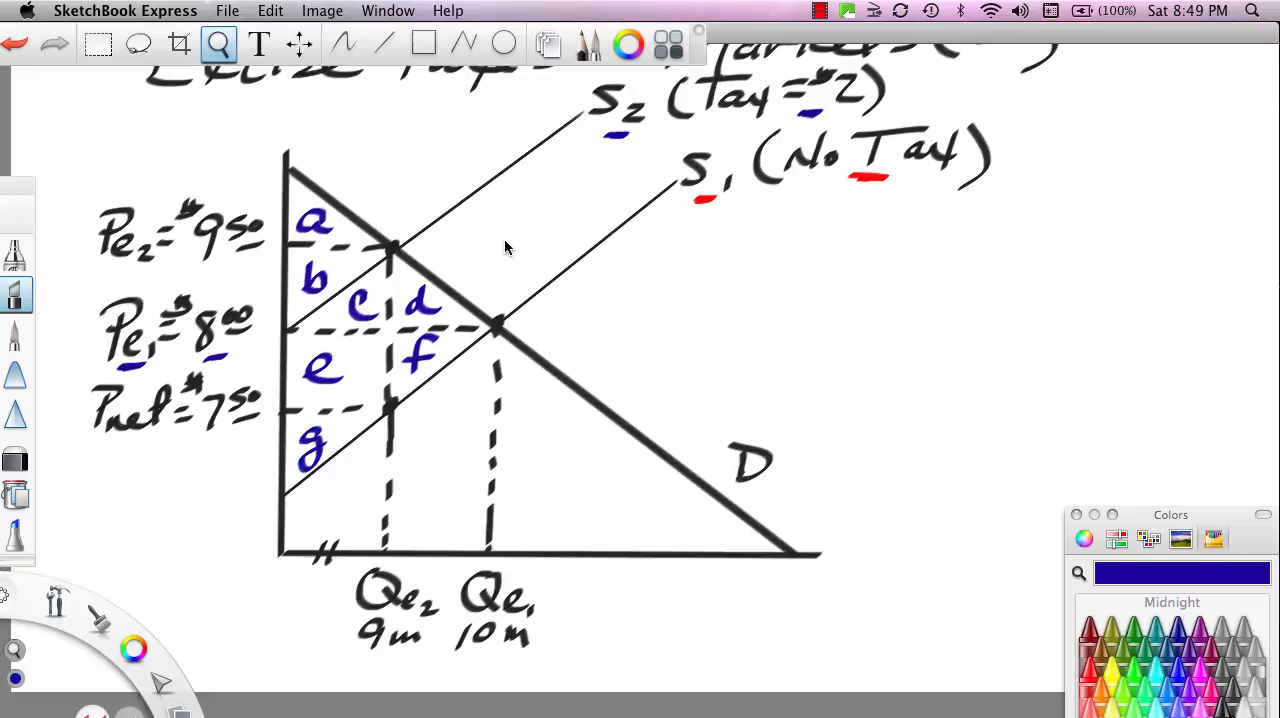 SketchBook Express File Edit Image Window Help (100%) Sat 8:49 PM
T
S2 (Tax = $2)
S1 (No Tax)
a
Pe2 = $9 50
b
c d
Pe1 = $8 00
e f
Pnet = $7 50
g
D
Qe2 Qe1
9m 10m
Colors
Midnight